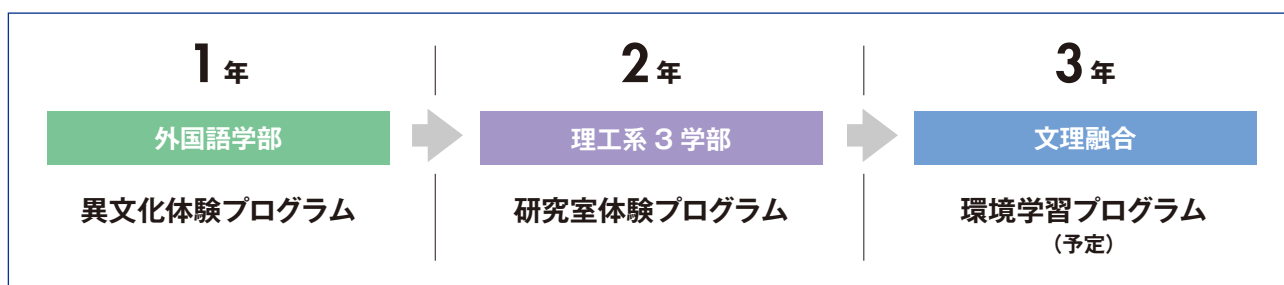 1年
外国語学部
異文化体験プログラム
2年
理工系3学部
研究室体験プログラム
3年
文理融合
環境学習プログラム
（予定）